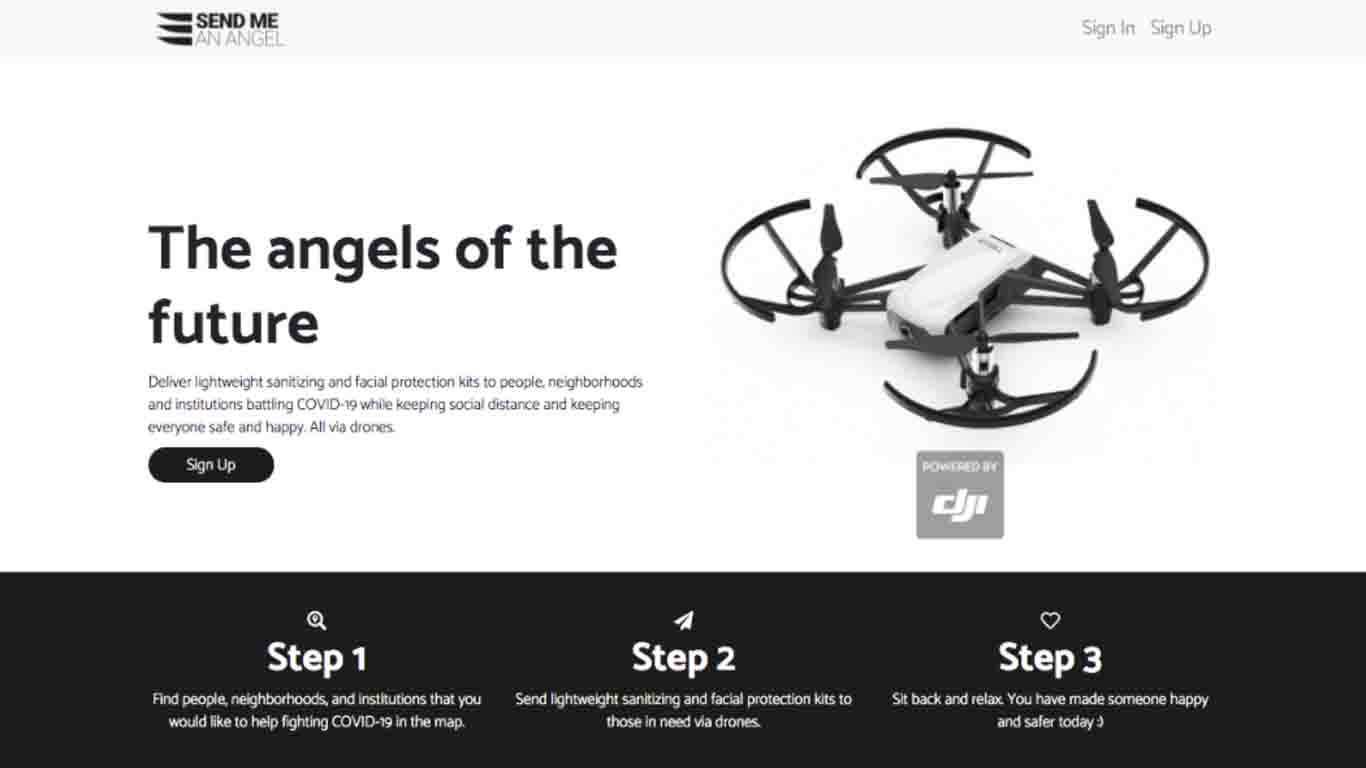 SEND ME
AN ANGEL
Sign In Sign Up
The angels of the
future
Deliver lightweight sanitizing and facial protection kits to people, neighborhoods
and institutions battling COVID-19 while keeping social distance and keeping
everyone safe and happy. All via drones.
Sign Up
POWERED BY
dji
Step 1
Find people, neighborhoods, and institutions that you
would like to help fighting COVID-19 in the map.
Step 2
Send lightweight sanitizing and facial protection kits to
those in need via drones.
Step 3
Sit back and relax. You have made someone happy
and safer today :)